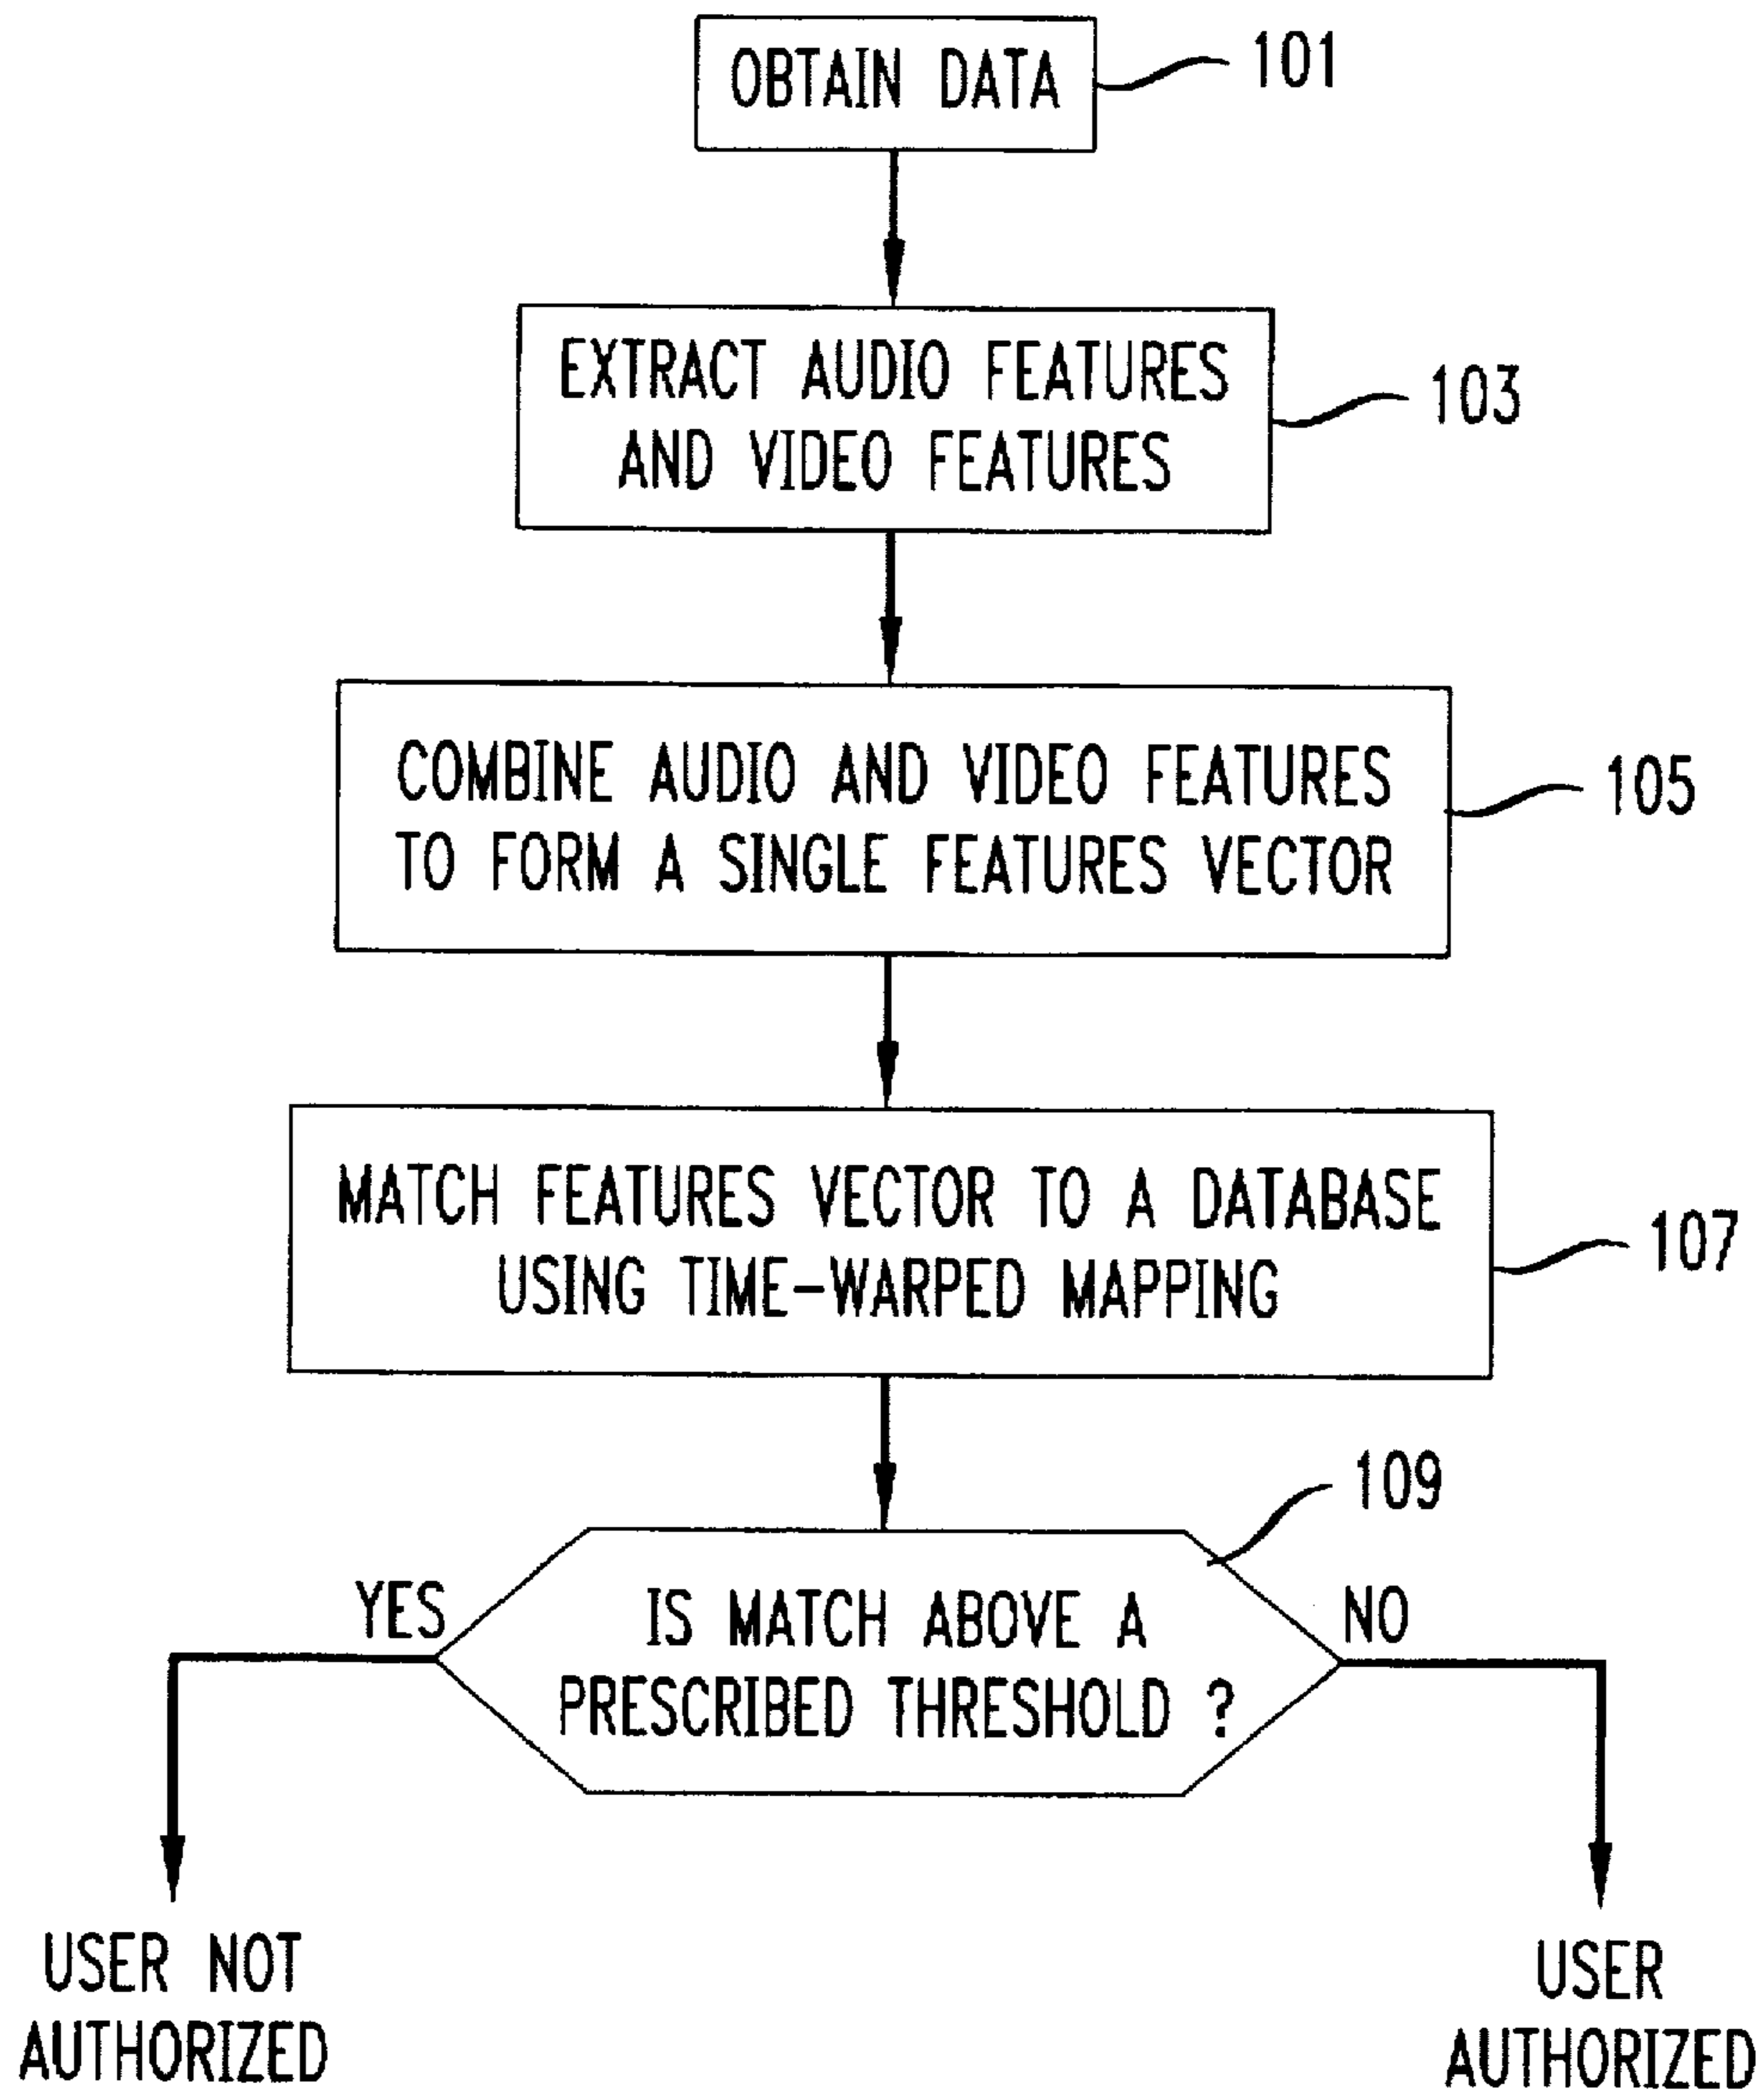 OBTAIN DATA
101
EXTRACT AUDIO FEATURES
AND VIDEO FEATURES
103
COMBINE AUDIO AND VIDEO FEATURES
TO FORM A SINGLE FEATURES VECTOR
105
MATCH FEATURES VECTOR TO A DATABASE
USING TIME-WARPED MAPPING
107
109
YES
IS MATCH ABOVE A
PRESCRIBED THRESHOLD ?
NO
USER NOT
AUTHORIZED
USER
AUTHORIZED